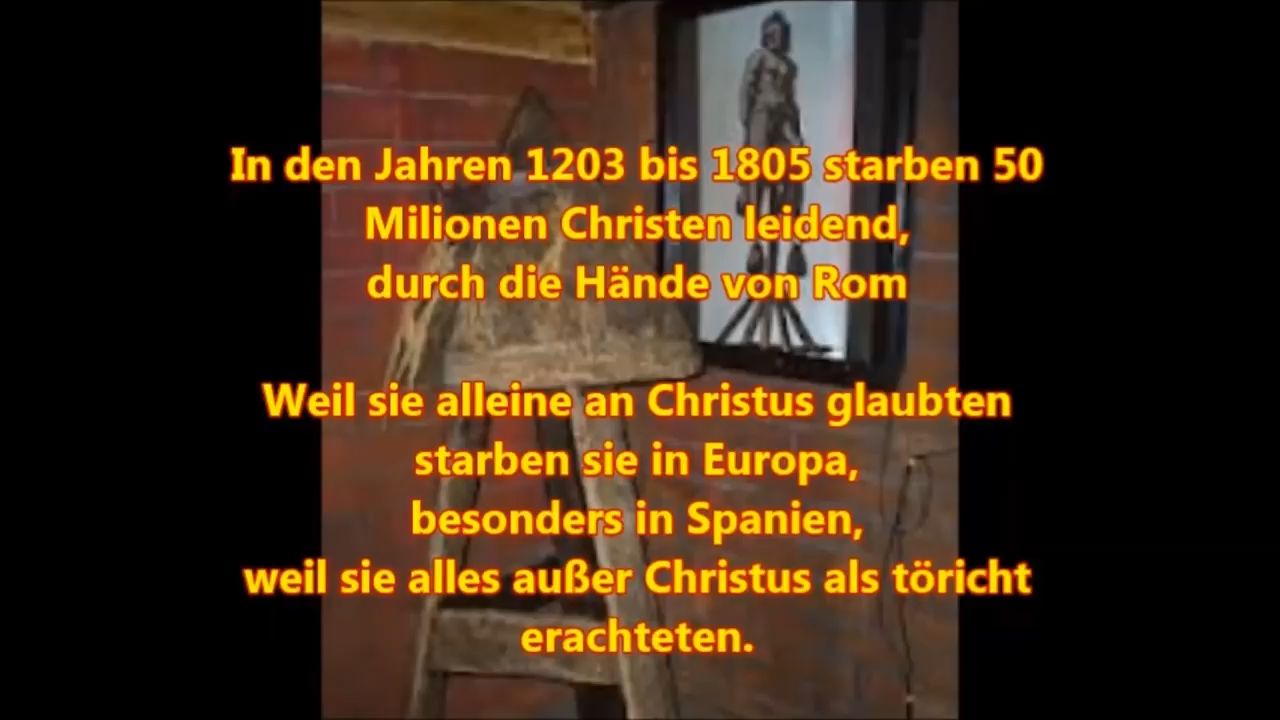 In den Jahren 1203 bis 1805 starben 50
Milionen Christen leidend,
durch die Hände von Rom
Weil sie alleine an Christus glaubten
starben sie in Europa,
besonders in Spanien,
weil sie alles außer Christus als töricht
erachteten.